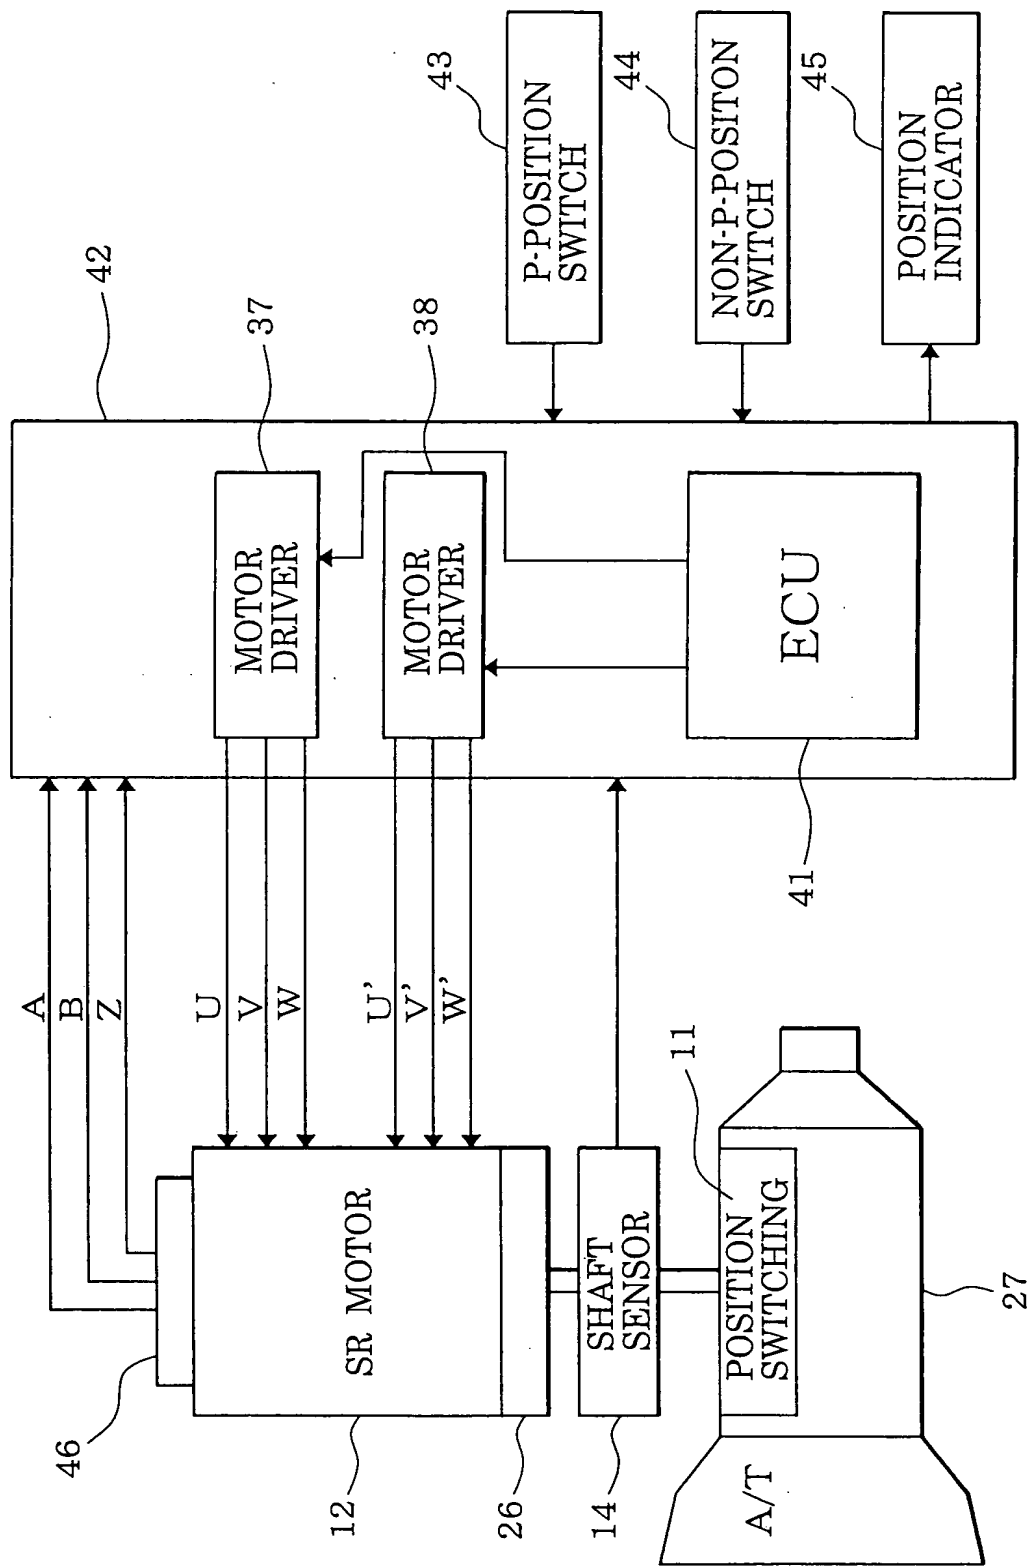 46
A
B
Z
42
SR MOTOR
12
26
U
V
W
U'
V'
W'
MOTOR
DRIVER
37
MOTOR
DRIVER
38
43
P-POSITION
SWITCH
44
NON-P-POSITON
SWITCH
45
POSITION
INDICATOR
14
SHAFT
SENSOR
41
ECU
A/T
POSITION
SWITCHING
11
27